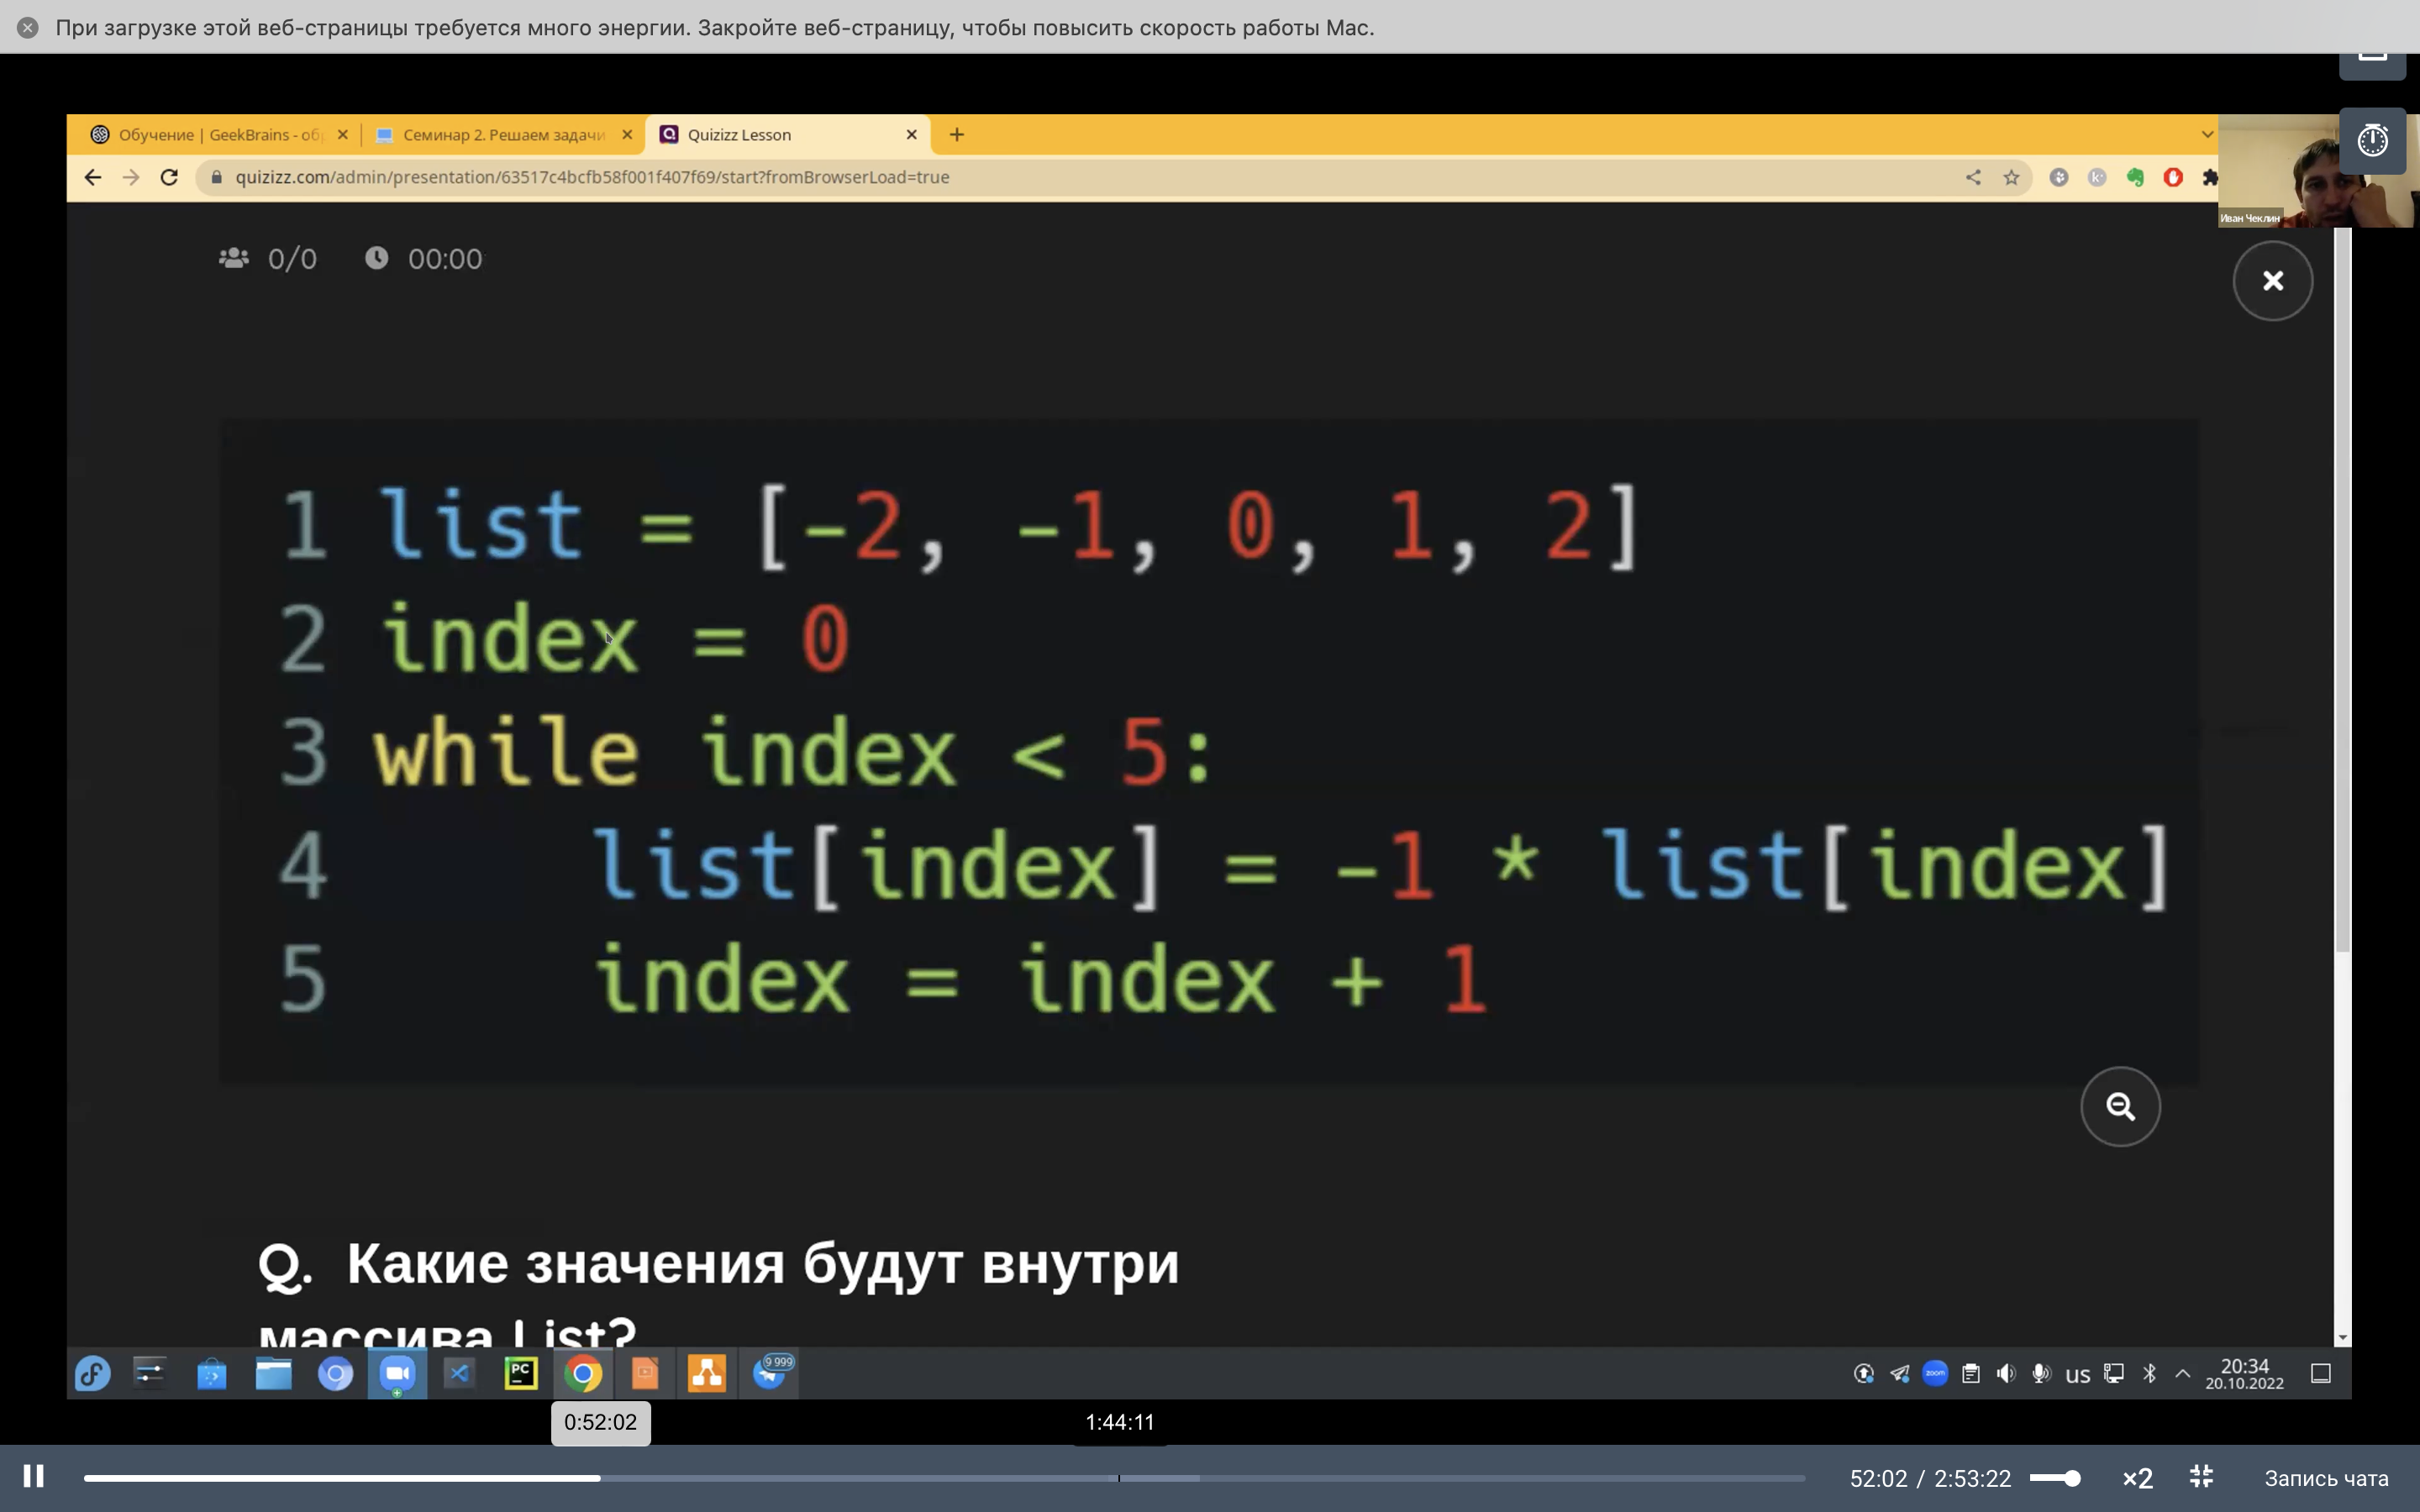 При загрузке этой веб-страницы требуется много энергии. Закройте веб-страницу, чтобы повысить скорость работы Mac.
Обучение | GeekBrains - об
Семинар 2. Решаем задачи
Quizizz Lesson
quizizz.com/admin/presentation/63517c4bcfb58f001f407f69/start?fromBrowserLoad=true
Иван Чеклин
0/0 00:00
1 list = [-2, -1, 0, 1, 2]
2 index = 0
3 while index < 5:
4 list[index] = -1 * list[index]
5 index = index + 1
Q. Какие значения будут внутри
массива List?
PC
9 999
zoom
us
20:34
20.10.2022
0:52:02
1:44:11
52:02 / 2:53:22
×2
Запись чата